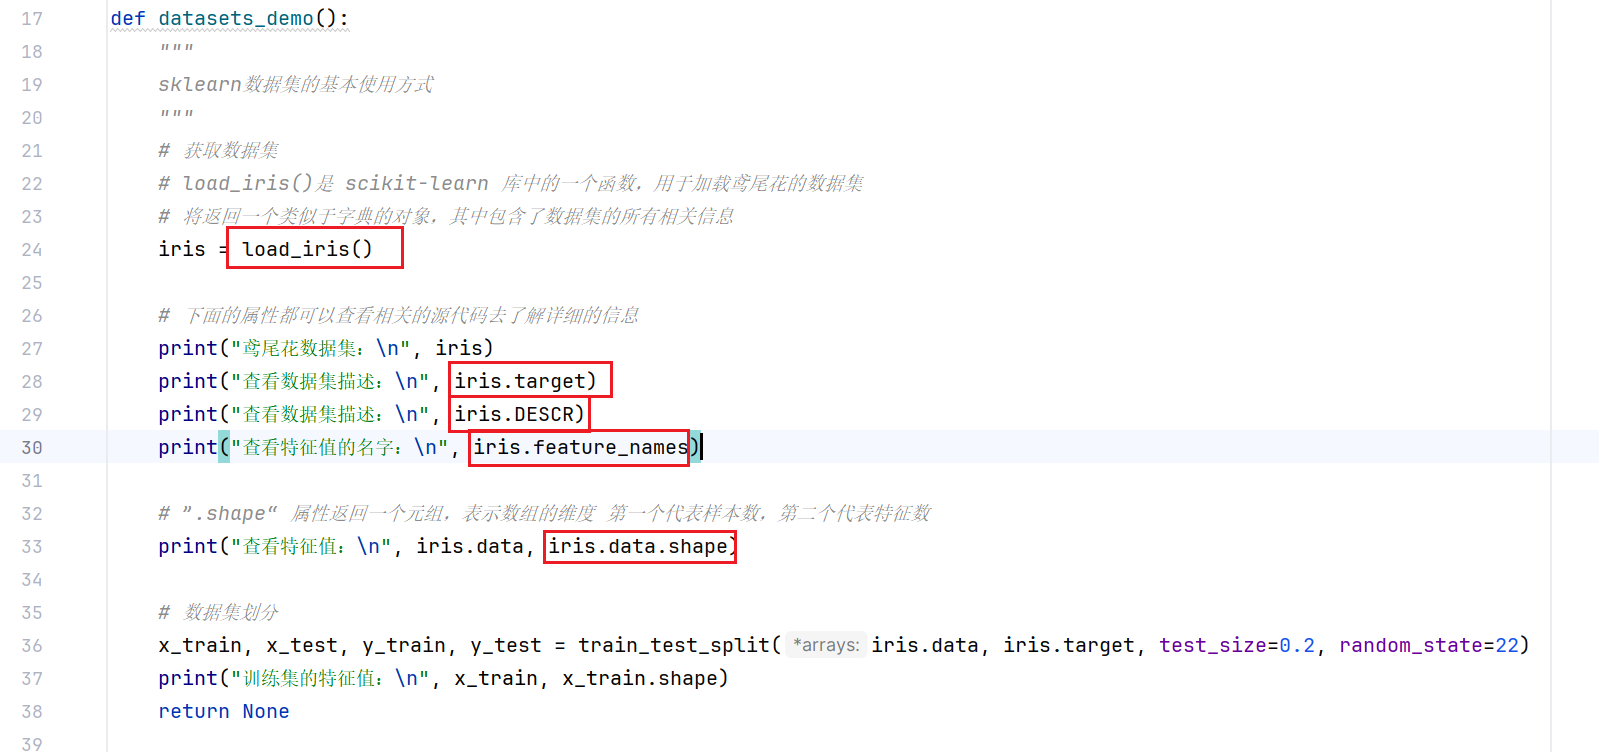 17 def datasets_demo():
18 """
19 sklearn数据集的基本使用方式
20 """
21 # 获取数据集
22 # load_iris()是 scikit-learn 库中的一个函数，用于加载鸢尾花的数据集
23 # 将返回一个类似于字典的对象，其中包含了数据集的所有相关信息
24 iris = load_iris()
25
26 # 下面的属性都可以查看相关的源代码去了解详细的信息
27 print("鸢尾花数据集：\n", iris)
28 print("查看数据集描述：\n", iris.target)
29 print("查看数据集描述：\n", iris.DESCR)
30 print("查看特征值的名字：\n", iris.feature_names)
31
32 # ”.shape“ 属性返回一个元组，表示数组的维度 第一个代表样本数，第二个代表特征数
33 print("查看特征值：\n", iris.data, iris.data.shape)
34
35 # 数据集划分
36 x_train, x_test, y_train, y_test = train_test_split( *arrays: iris.data, iris.target, test_size=0.2, random_state=22)
37 print("训练集的特征值：\n", x_train, x_train.shape)
38 return None
39